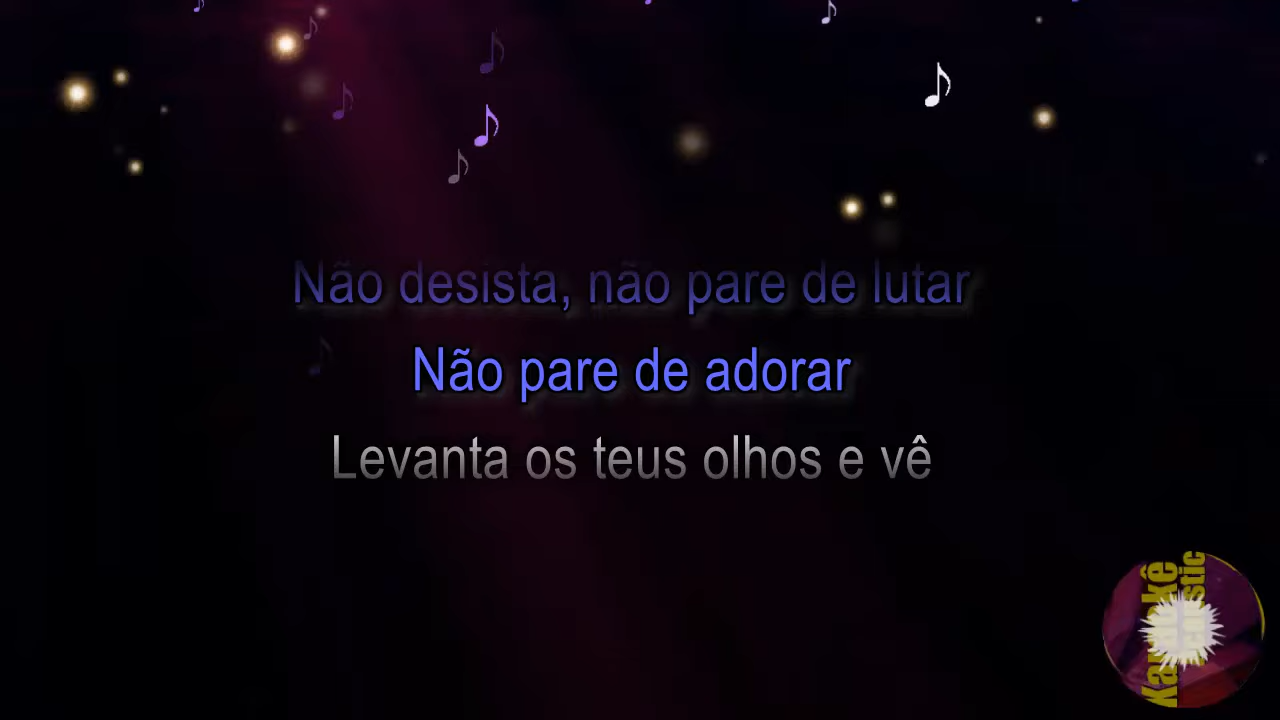 Não desista, não pare de lutar
Não pare de adorar
Levanta os teus olhos e vê